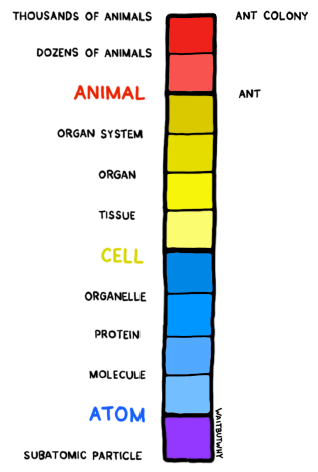 THOUSANDS OF ANIMALS
ANT COLONY
DOZENS OF ANIMALS
ANIMAL
ANT
ORGAN SYSTEM
ORGAN
TISSUE
CELL
ORGANELLE
PROTEIN
MOLECULE
ATOM
WAITBUTWHY
SUBATOMIC PARTICLE